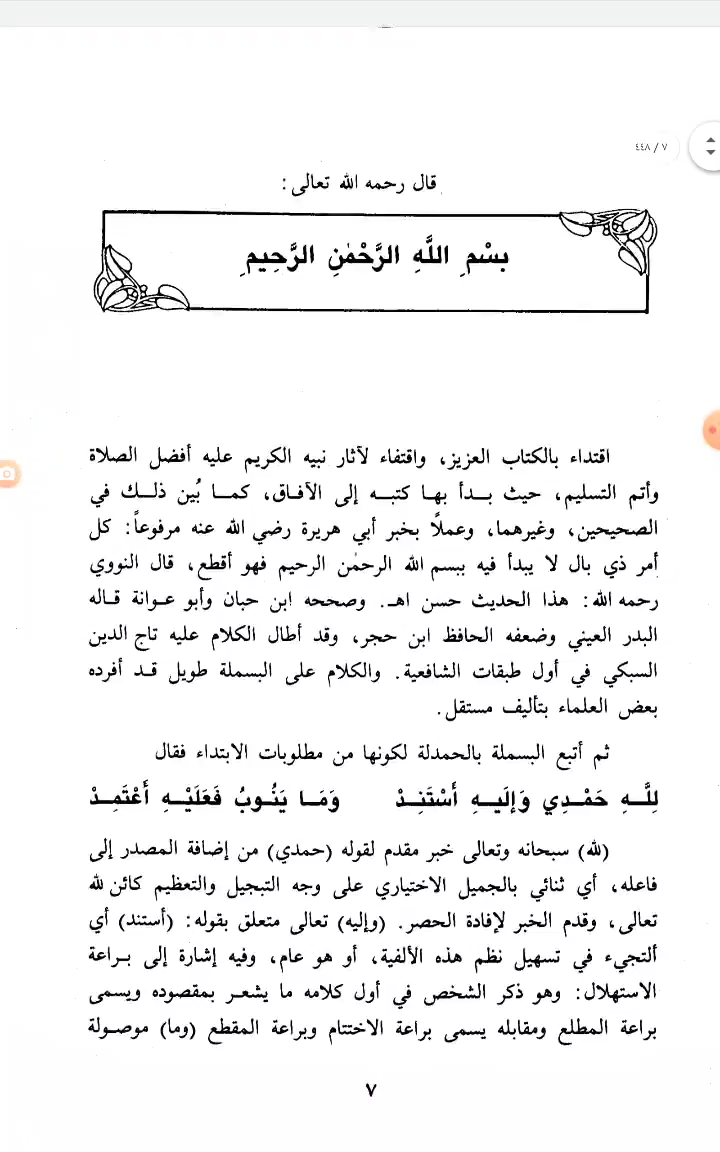 ٧ / ٤٤٨
قال رحمه الله تعالى:
بِسْمِ اللَّهِ الرَّحْمٰنِ الرَّحِيمِ
اقتداء بالكتاب العزيز، واقتفاء لآثار نبيه الكريم عليه أفضل الصلاة
وأتم التسليم، حيث بدأ بها كتبه إلى الآفاق، كما بُين ذلك في
الصحيحين، وغيرهما، وعملًا بخبر أبي هريرة رضي الله عنه مرفوعاً: كل
أمر ذي بال لا يبدأ فيه ببسم الله الرحمٰن الرحيم فهو أقطع، قال النووي
رحمه الله: هذا الحديث حسن اهـ. وصححه ابن حبان وأبو عوانة قاله
البدر العيني وضعفه الحافظ ابن حجر، وقد أطال الكلام عليه تاج الدين
السبكي في أول طبقات الشافعية. والكلام على البسملة طويل قد أفرده
بعض العلماء بتأليف مستقل.
ثم أتبع البسملة بالحمدلة لكونها من مطلوبات الابتداء فقال
لِلَّهِ حَمْدِي وَإِلَيهِ أَسْتَنِدْ وَمَا يَنُوبُ فَعَلَيْهِ أَعْتَمِدْ
(لله) سبحانه وتعالى خبر مقدم لقوله (حمدي) من إضافة المصدر إلى
فاعله، أي ثنائي بالجميل الاختياري على وجه التبجيل والتعظيم كائن لله
تعالى، وقدم الخبر لإفادة الحصر. (وإليه) تعالى متعلق بقوله: (أستند) أي
ألتجيء في تسهيل نظم هذه الألفية، أو هو عام، وفيه إشارة إلى براعة
الاستهلال: وهو ذكر الشخص في أول كلامه ما يشعر بمقصوده ويسمى
براعة المطلع ومقابله يسمى براعة الاختتام وبراعة المقطع (وما) موصولة
٧